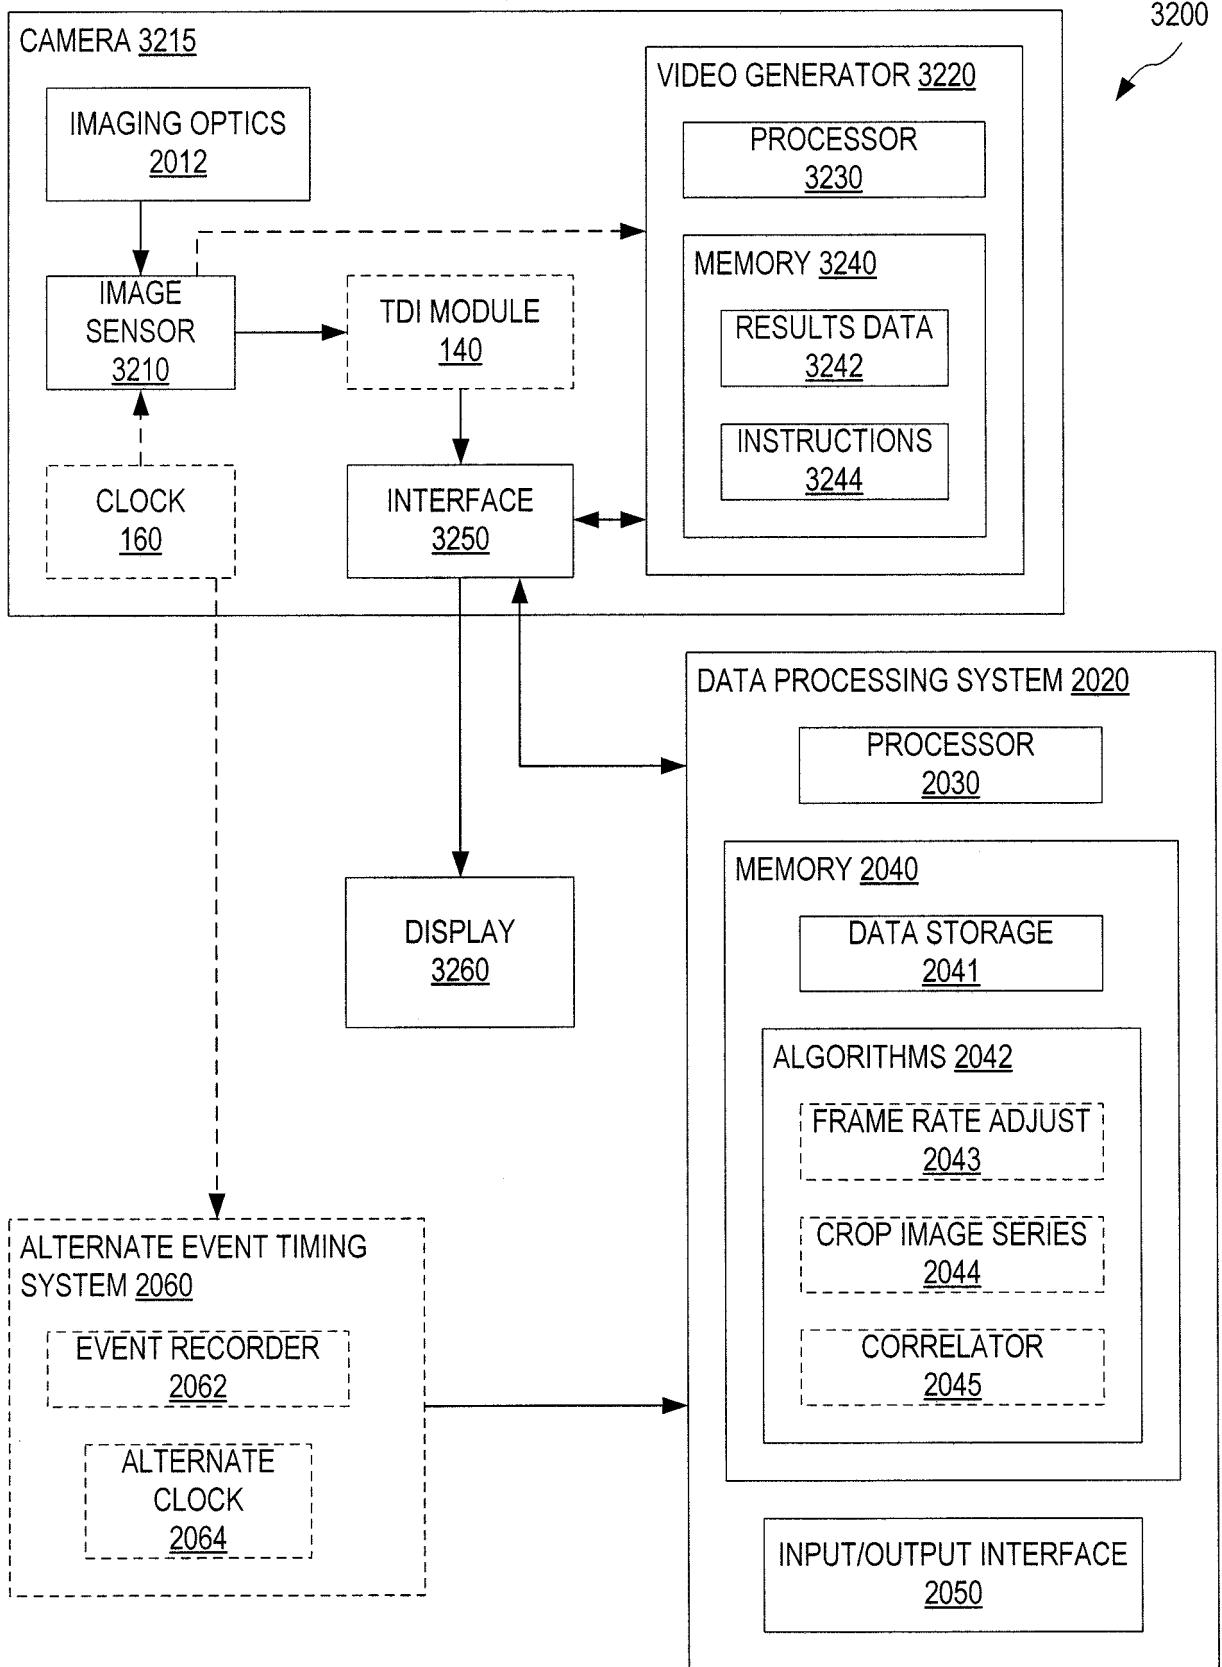 3200
CAMERA 3215
IMAGING OPTICS
2012
IMAGE
SENSOR
3210
TDI MODULE
140
CLOCK
160
INTERFACE
3250
VIDEO GENERATOR 3220
PROCESSOR
3230
MEMORY 3240
RESULTS DATA
3242
INSTRUCTIONS
3244
DISPLAY
3260
DATA PROCESSING SYSTEM 2020
PROCESSOR
2030
MEMORY 2040
DATA STORAGE
2041
ALGORITHMS 2042
FRAME RATE ADJUST
2043
CROP IMAGE SERIES
2044
CORRELATOR
2045
INPUT/OUTPUT INTERFACE
2050
ALTERNATE EVENT TIMING
SYSTEM 2060
EVENT RECORDER
2062
ALTERNATE
CLOCK
2064